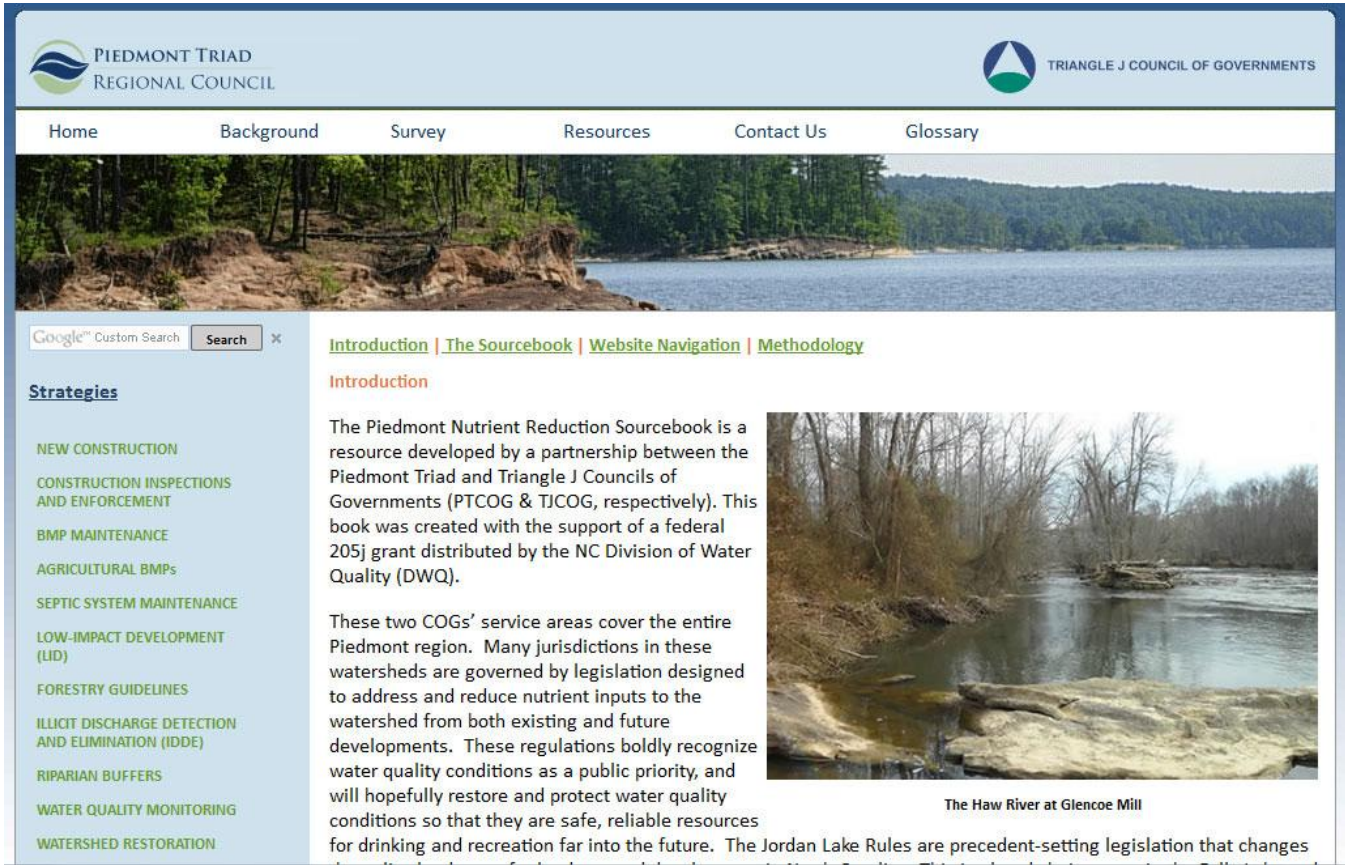 PIEDMONT TRIAD
REGIONAL COUNCIL
TRIANGLE J COUNCIL OF GOVERNMENTS
Home Background Survey Resources Contact Us Glossary
Google™ Custom Search Search ×
Strategies
NEW CONSTRUCTION
CONSTRUCTION INSPECTIONS
AND ENFORCEMENT
BMP MAINTENANCE
AGRICULTURAL BMPs
SEPTIC SYSTEM MAINTENANCE
LOW-IMPACT DEVELOPMENT
(LID)
FORESTRY GUIDELINES
ILLICIT DISCHARGE DETECTION
AND ELIMINATION (IDDE)
RIPARIAN BUFFERS
WATER QUALITY MONITORING
WATERSHED RESTORATION
Introduction | The Sourcebook | Website Navigation | Methodology
Introduction
The Piedmont Nutrient Reduction Sourcebook is a
resource developed by a partnership between the
Piedmont Triad and Triangle J Councils of
Governments (PTCOG & TJCOG, respectively). This
book was created with the support of a federal
205j grant distributed by the NC Division of Water
Quality (DWQ).
These two COGs' service areas cover the entire
Piedmont region. Many jurisdictions in these
watersheds are governed by legislation designed
to address and reduce nutrient inputs to the
watershed from both existing and future
developments. These regulations boldly recognize
water quality conditions as a public priority, and
will hopefully restore and protect water quality
conditions so that they are safe, reliable resources
for drinking and recreation far into the future. The Jordan Lake Rules are precedent-setting legislation that changes
The Haw River at Glencoe Mill